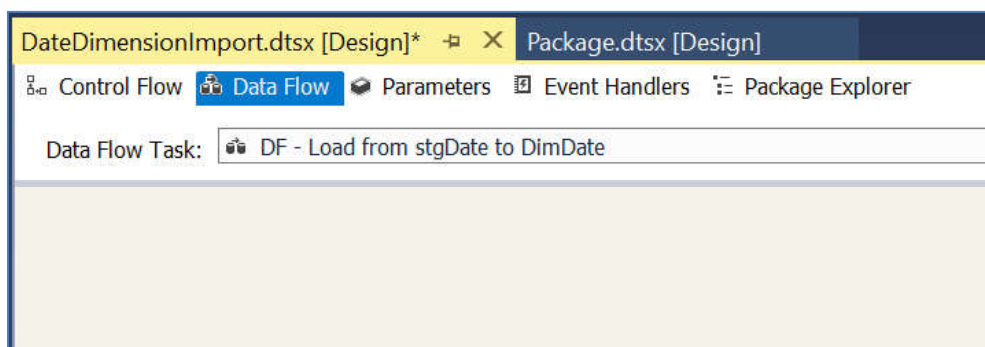 DateDimensionImport.dtsx [Design]* Package.dtsx [Design]
Control Flow Data Flow Parameters Event Handlers Package Explorer
Data Flow Task: DF - Load from stgDate to DimDate